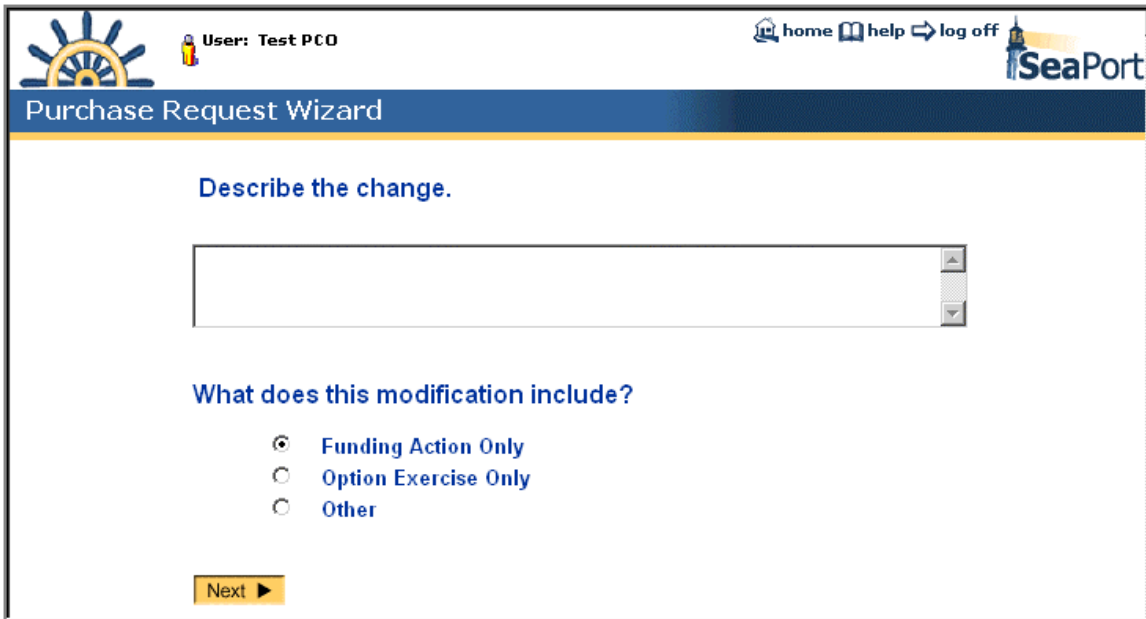 User: Test PCO
home help log off
SeaPort
Purchase Request Wizard
Describe the change.
What does this modification include?
Funding Action Only
Option Exercise Only
Other
Next